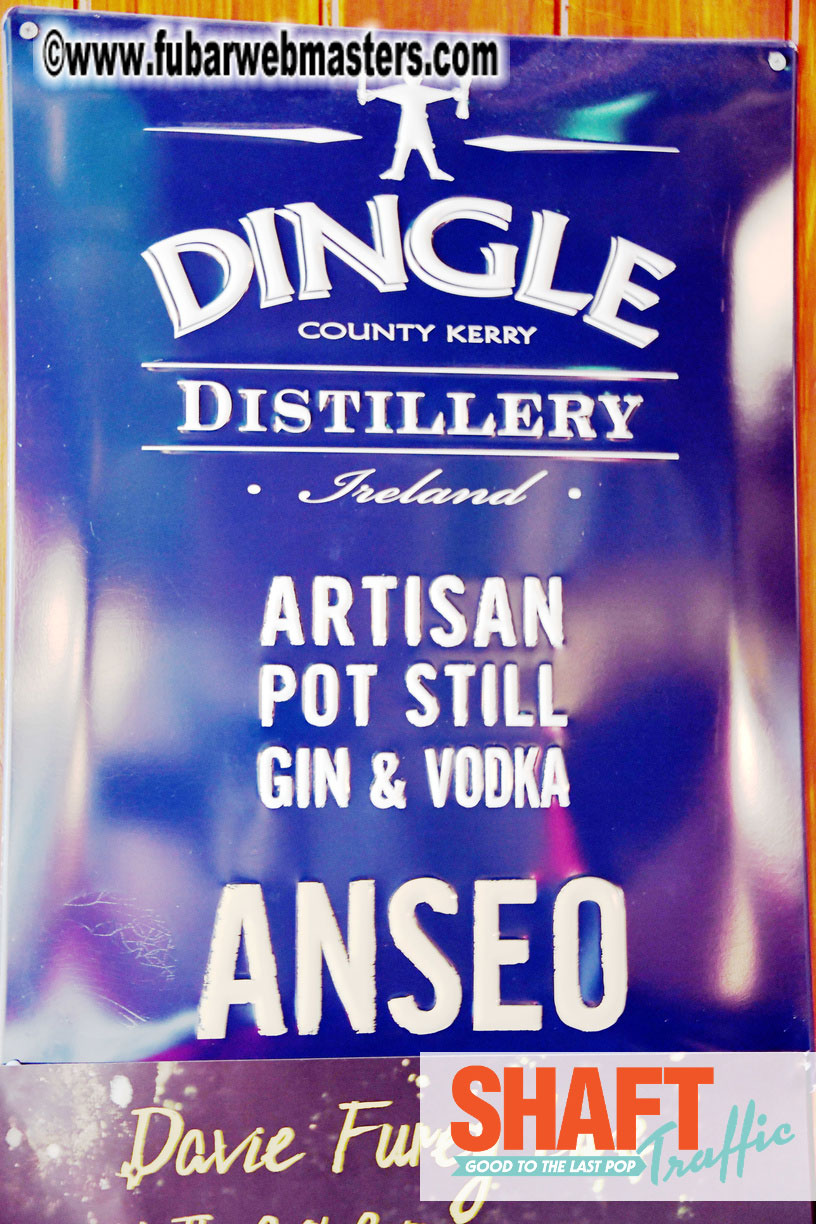 ©www.fubarwebmasters.com
DINGLE
COUNTY KERRY
DISTILLERY
· Ireland ·
ARTISAN
POT STILL
GIN & VODKA
ANSEO
Davie
SHAFT
Traffic
GOOD TO THE LAST POP